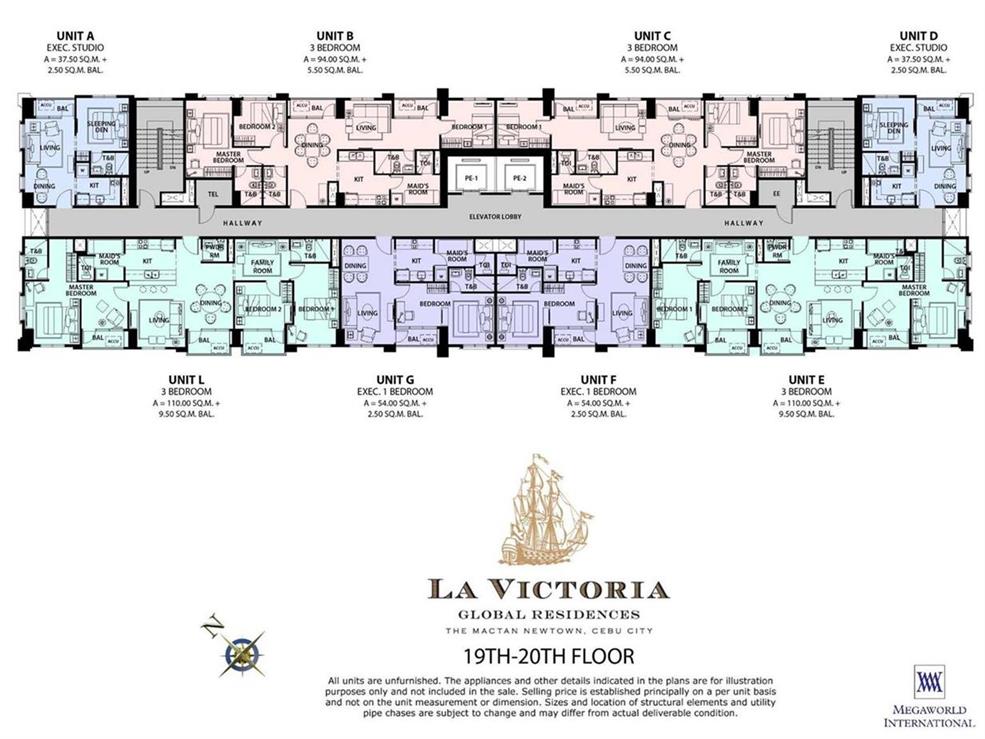 UNIT A
EXEC. STUDIO
A = 37.50 SQ.M. +
2.50 SQ.M. BAL.
UNIT B
3 BEDROOM
A = 94.00 SQ.M. +
5.50 SQ.M. BAL.
UNIT C
3 BEDROOM
A = 94.00 SQ.M. +
5.50 SQ.M. BAL.
UNIT D
EXEC. STUDIO
A = 37.50 SQ.M. +
2.50 SQ.M. BAL.
ACCU BAL
SLEEPING DEN
LIVING
T&B
DINING
KIT
UP
DN
TEL
BEDROOM 2
MASTER BEDROOM
T&B
T&B
ACCU BAL
DINING
LIVING
ACCU BAL
BEDROOM 1
KIT
T&B
TOI
MAID'S ROOM
PE-1
PE-2
BEDROOM 1
BAL ACCU
LIVING
BAL ACCU
DINING
TOI
T&B
MAID'S ROOM
KIT
MASTER BEDROOM
T&B
T&B
EE
DN
UP
SLEEPING DEN
BAL ACCU
LIVING
T&B
KIT
DINING
HALLWAY
ELEVATOR LOBBY
HALLWAY
T&B
TOI
MAID'S ROOM
KIT
PWDR RM
FAMILY ROOM
MASTER BEDROOM
LIVING
DINING
BEDROOM 2
BEDROOM 1
BAL ACCU
BAL ACCU
ACCU BAL
DINING
KIT
MAID'S ROOM
TOI
T&B
LIVING
BEDROOM
BAL ACCU
MAID'S ROOM
KIT
DINING
TOI
T&B
BEDROOM
LIVING
ACCU BAL
FAMILY ROOM
PWDR RM
KIT
MAID'S ROOM
TOI
T&B
BEDROOM 1
BEDROOM 2
DINING
LIVING
MASTER BEDROOM
BAL ACCU
ACCU BAL
ACCU BAL
UNIT L
3 BEDROOM
A = 110.00 SQ.M. +
9.50 SQ.M. BAL.
UNIT G
EXEC. 1 BEDROOM
A = 54.00 SQ.M. +
2.50 SQ.M. BAL.
UNIT F
EXEC. 1 BEDROOM
A = 54.00 SQ.M. +
2.50 SQ.M. BAL.
UNIT E
3 BEDROOM
A = 110.00 SQ.M. +
9.50 SQ.M. BAL.
LA VICTORIA
GLOBAL RESIDENCES
THE MACTAN NEWTOWN, CEBU CITY
19TH-20TH FLOOR
N
All units are unfurnished. The appliances and other details indicated in the plans are for illustration
purposes only and not included in the sale. Selling price is established principally on a per unit basis
and not on the unit measurement or dimension. Sizes and location of structural elements and utility
pipe chases are subject to change and may differ from actual deliverable condition.
MEGAWORLD
INTERNATIONAL